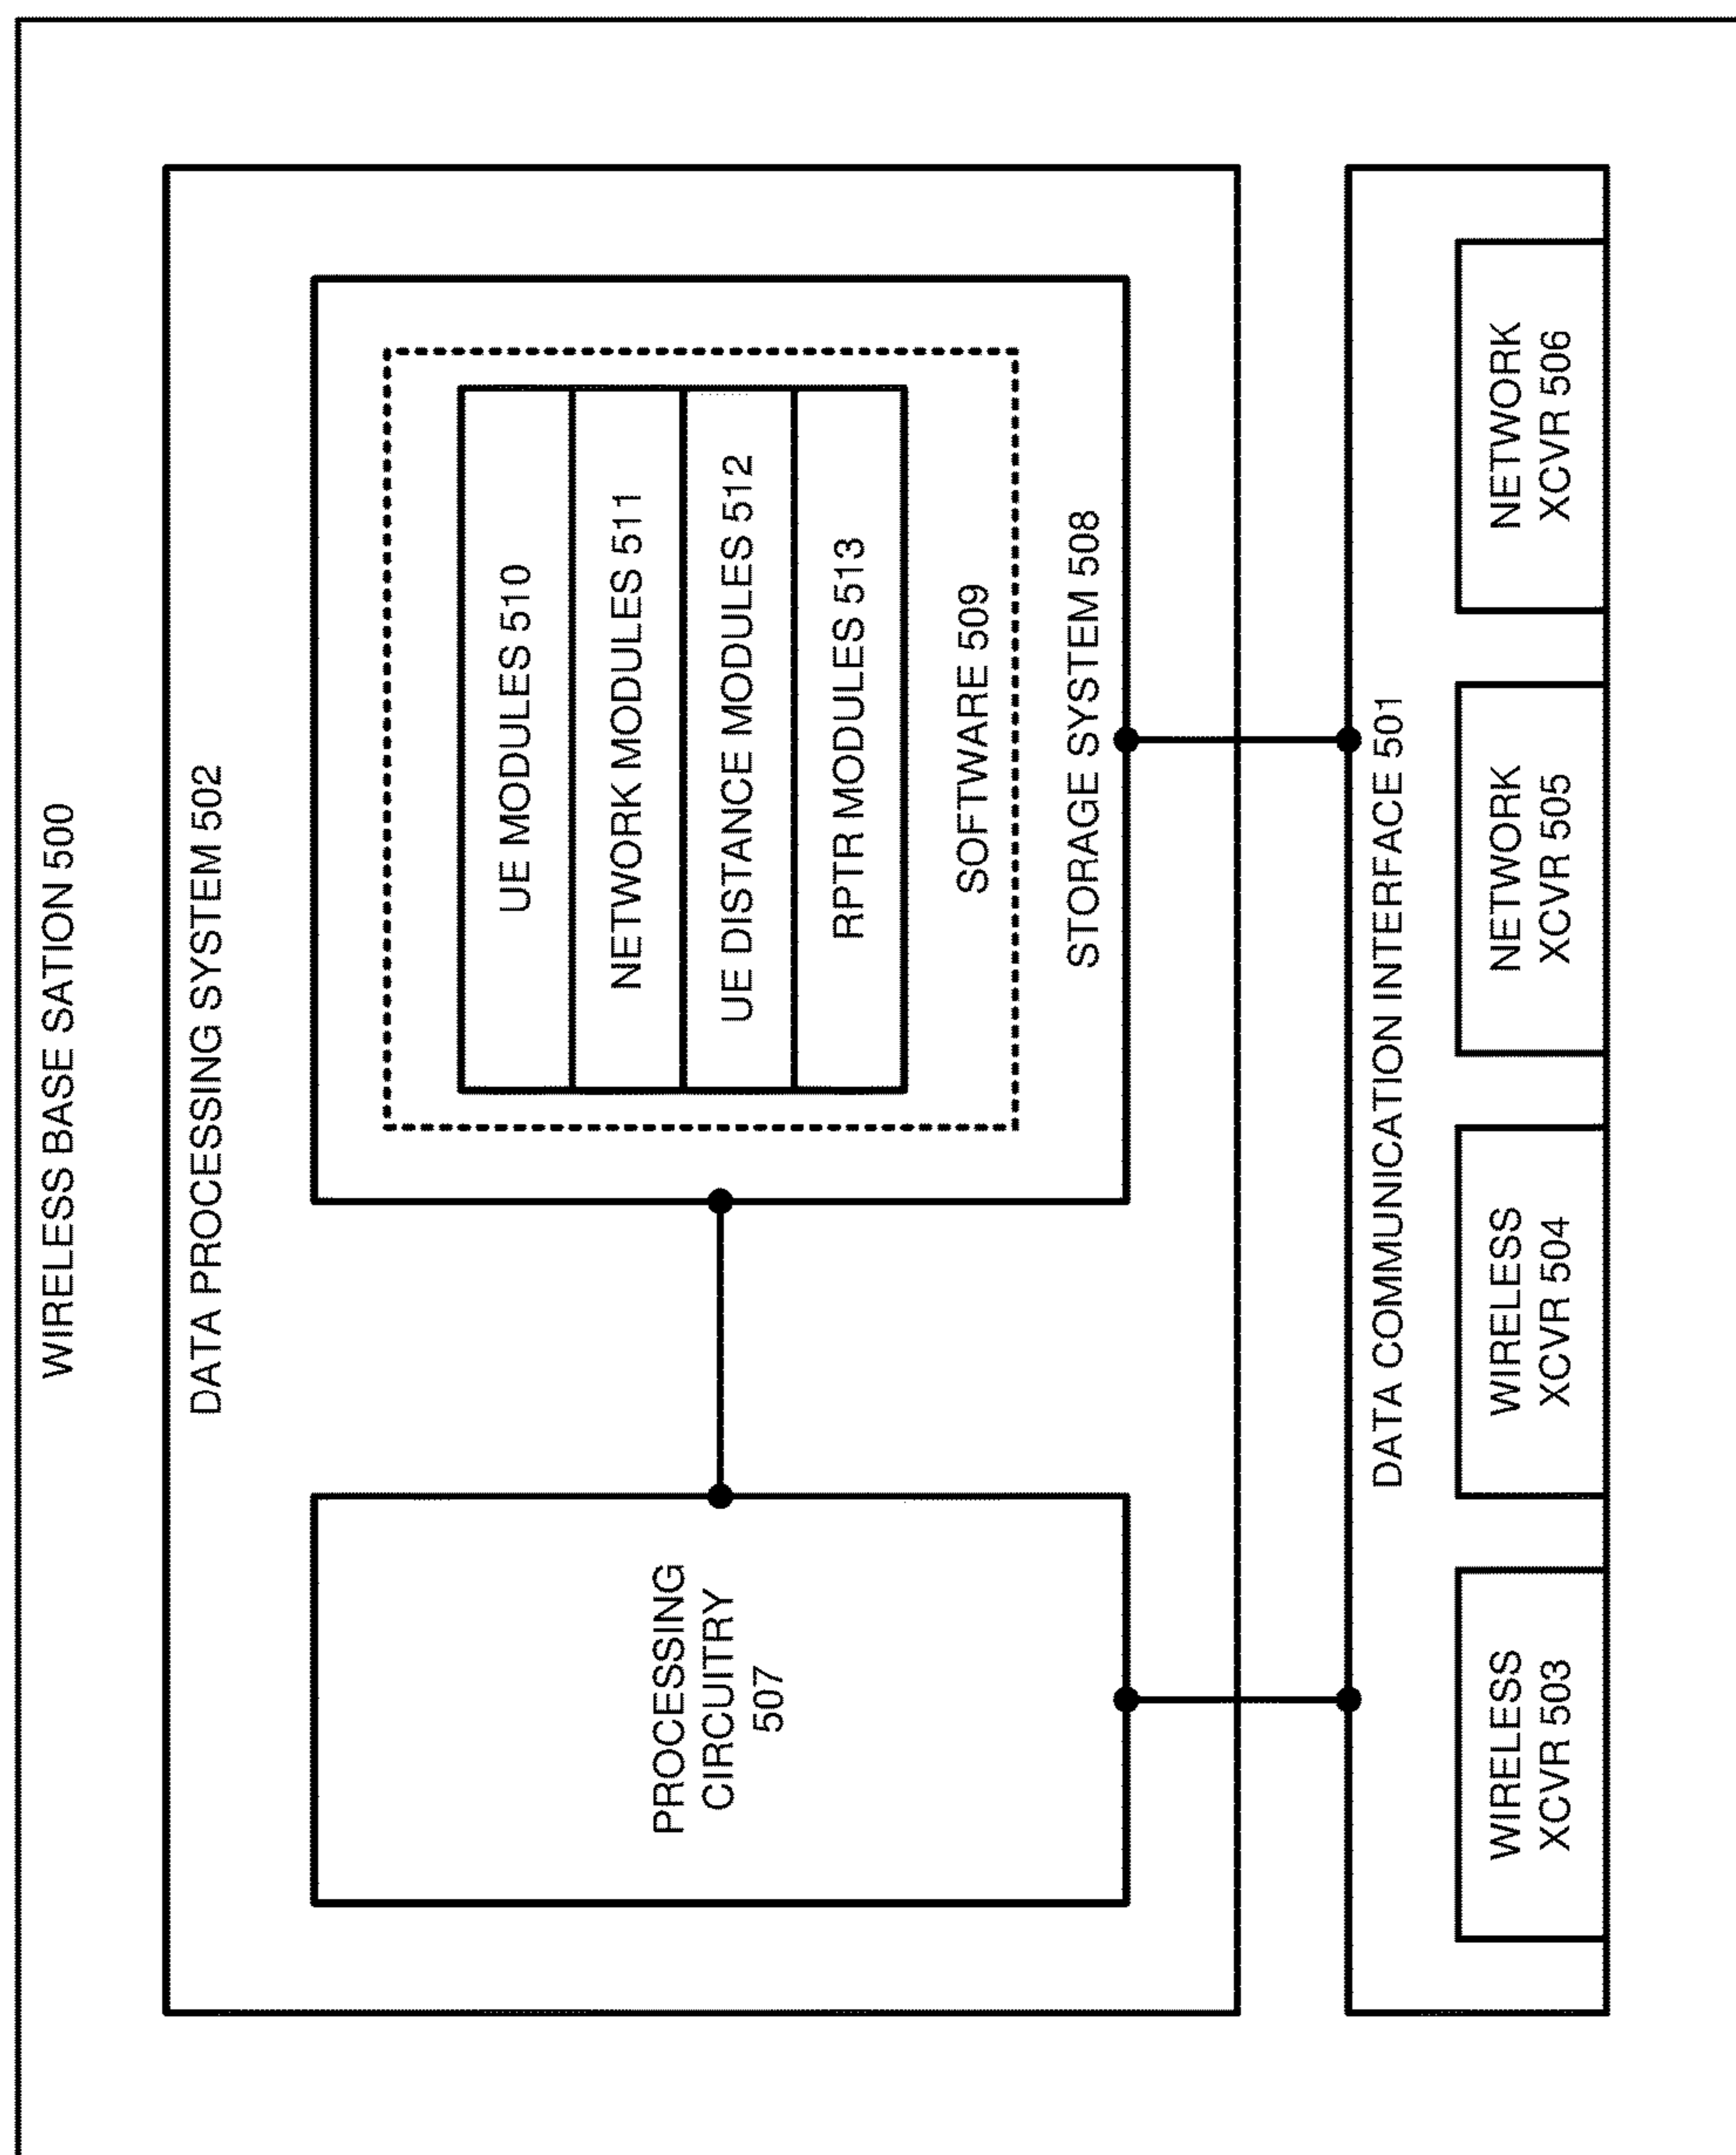 WIRELESS BASE SATION 500
DATA PROCESSING SYSTEM 502
PROCESSING
CIRCUITRY
507
UE MODULES 510
NETWORK MODULES 511
UE DISTANCE MODULES 512
RPTR MODULES 513
SOFTWARE 509
STORAGE SYSTEM 508
DATA COMMUNICATION INTERFACE 501
WIRELESS
XCVR 503
WIRELESS
XCVR 504
NETWORK
XCVR 505
NETWORK
XCVR 506